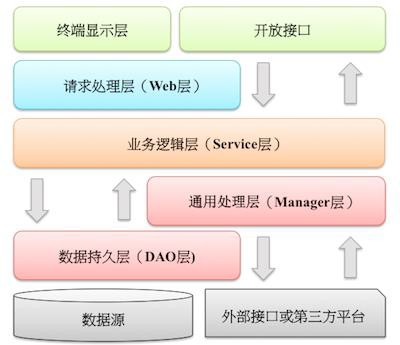 终端显示层
开放接口
请求处理层（Web层）
业务逻辑层（Service层）
通用处理层（Manager层）
数据持久层（DAO层)
数据源
外部接口或第三方平台